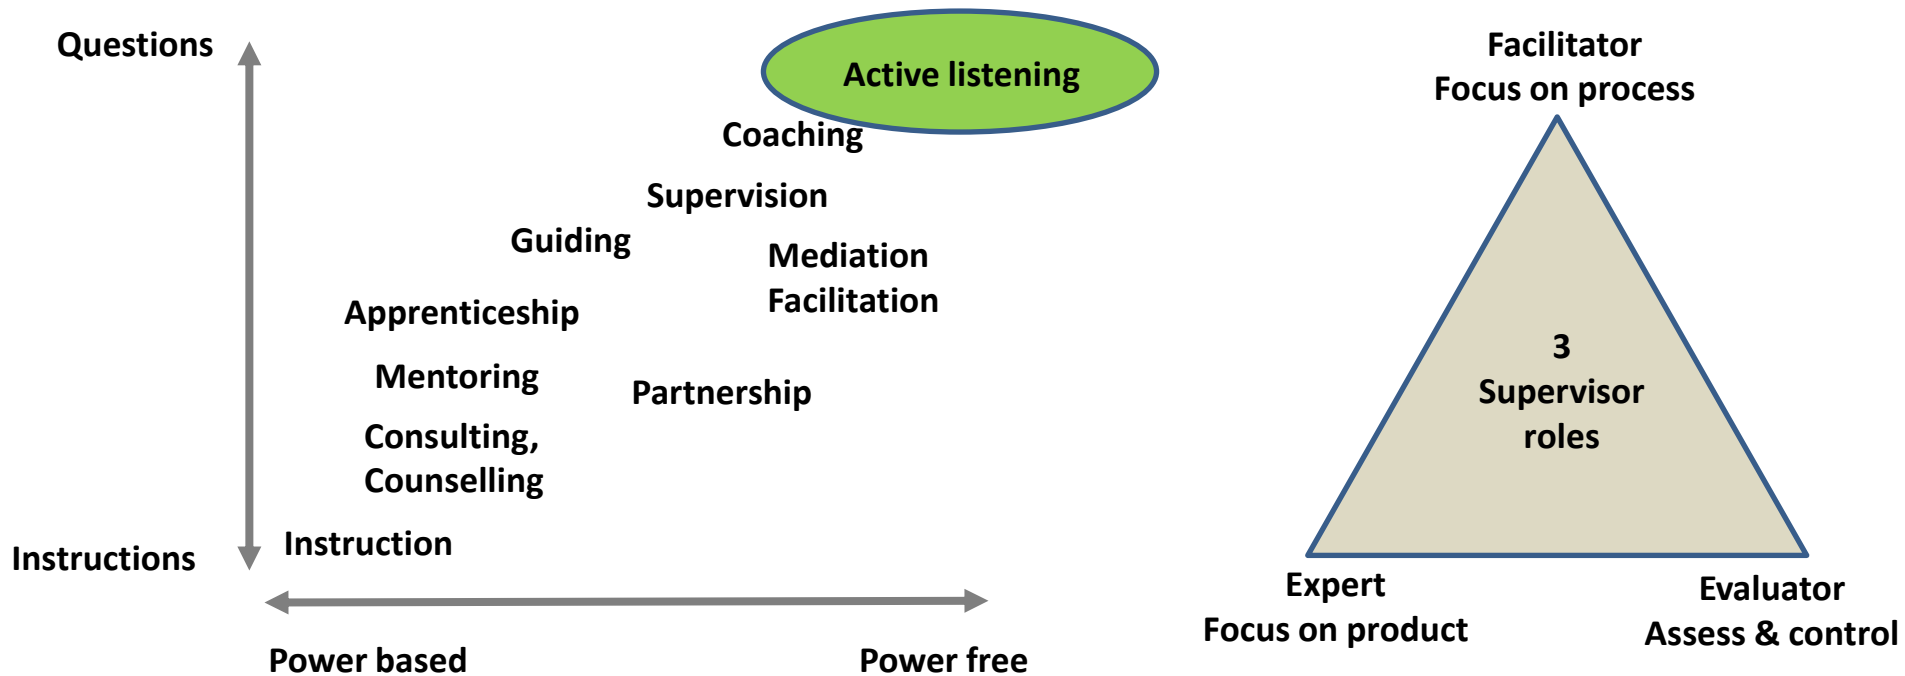 Questions
Active listening
Coaching
Supervision
Guiding
Mediation
Facilitation
Apprenticeship
Mentoring
Partnership
Consulting,
Counselling
Instructions
Instruction
Power based
Power free
Facilitator
Focus on process
3
Supervisor
roles
Expert
Focus on product
Evaluator
Assess & control